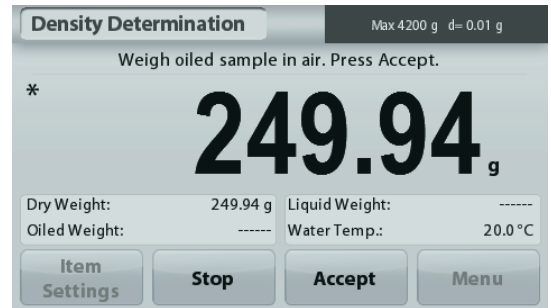 Density Determination
Max 4200 g d= 0.01 g
Weigh oiled sample in air. Press Accept.
*
249.94 g
Dry Weight: 249.94 g Liquid Weight: ------
Oiled Weight: ------ Water Temp.: 20.0 °C
Item Settings
Stop
Accept
Menu